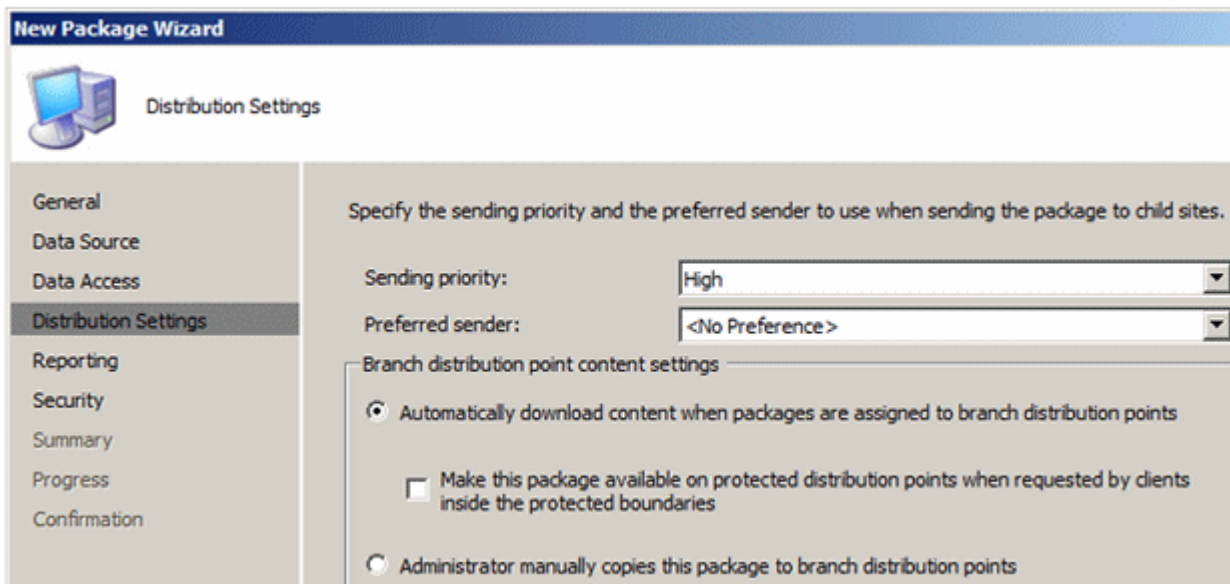 New Package Wizard
Distribution Settings
General
Data Source
Data Access
Distribution Settings
Reporting
Security
Summary
Progress
Confirmation
Specify the sending priority and the preferred sender to use when sending the package to child sites.
Sending priority:
High
Preferred sender:
<No Preference>
Branch distribution point content settings
Automatically download content when packages are assigned to branch distribution points
Make this package available on protected distribution points when requested by clients
inside the protected boundaries
Administrator manually copies this package to branch distribution points